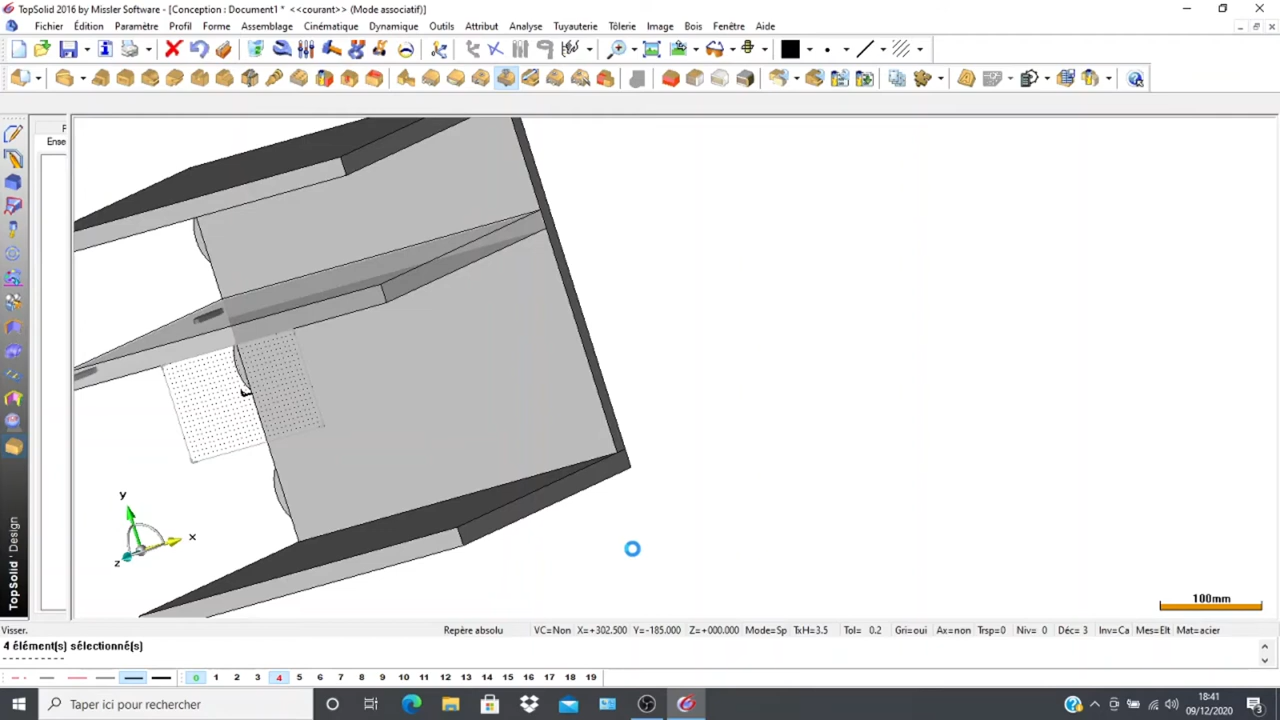 TopSolid 2016 by Missler Software - [Conception : Document1 *  <<courant>> (Mode associatif)]
Fichier Édition Paramètre Profil Forme Assemblage Cinématique Dynamique Outils Attribut Analyse Tuyauterie Tôlerie Image Bois Fenêtre Aide
F
Ense
y
x
z
TopSolid 'Design
100mm
Visser. Repère absolu VC=Non X=+302.500 Y=-185.000 Z=+000.000 Mode=Sp TxH=3.5 Tol= 0.2 Gri=oui Ax=non Trsp=0 Niv= 0 Déc= 3 Inv=Ca Mes=Elt Mat=acier
4 élément(s) sélectionné(s)
0 1 2 3 4 5 6 7 8 9 10 11 12 13 14 15 16 17 18 19
Taper ici pour rechercher
18:41
09/12/2020
3